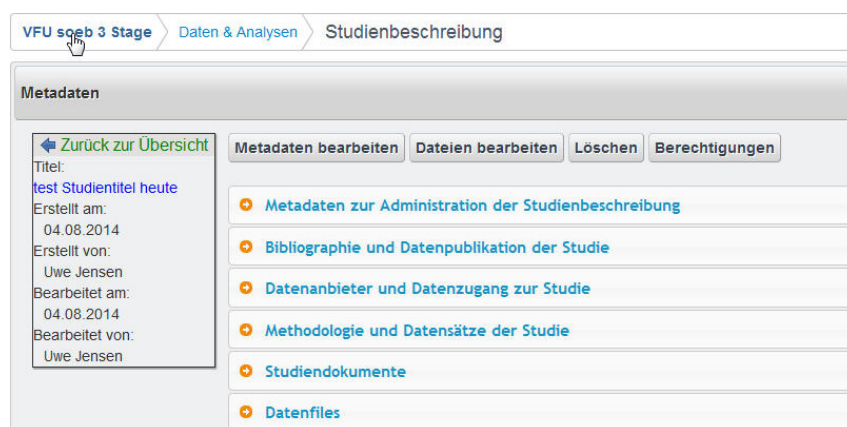 VFU soeb 3 Stage Daten & Analysen Studienbeschreibung
Metadaten
Zurück zur Übersicht
Titel:
test Studientitel heute
Erstellt am:
04.08.2014
Erstellt von:
Uwe Jensen
Bearbeitet am:
04.08.2014
Bearbeitet von:
Uwe Jensen
Metadaten bearbeiten Dateien bearbeiten Löschen Berechtigungen
Metadaten zur Administration der Studienbeschreibung
Bibliographie und Datenpublikation der Studie
Datenanbieter und Datenzugang zur Studie
Methodologie und Datensätze der Studie
Studiendokumente
Datenfiles